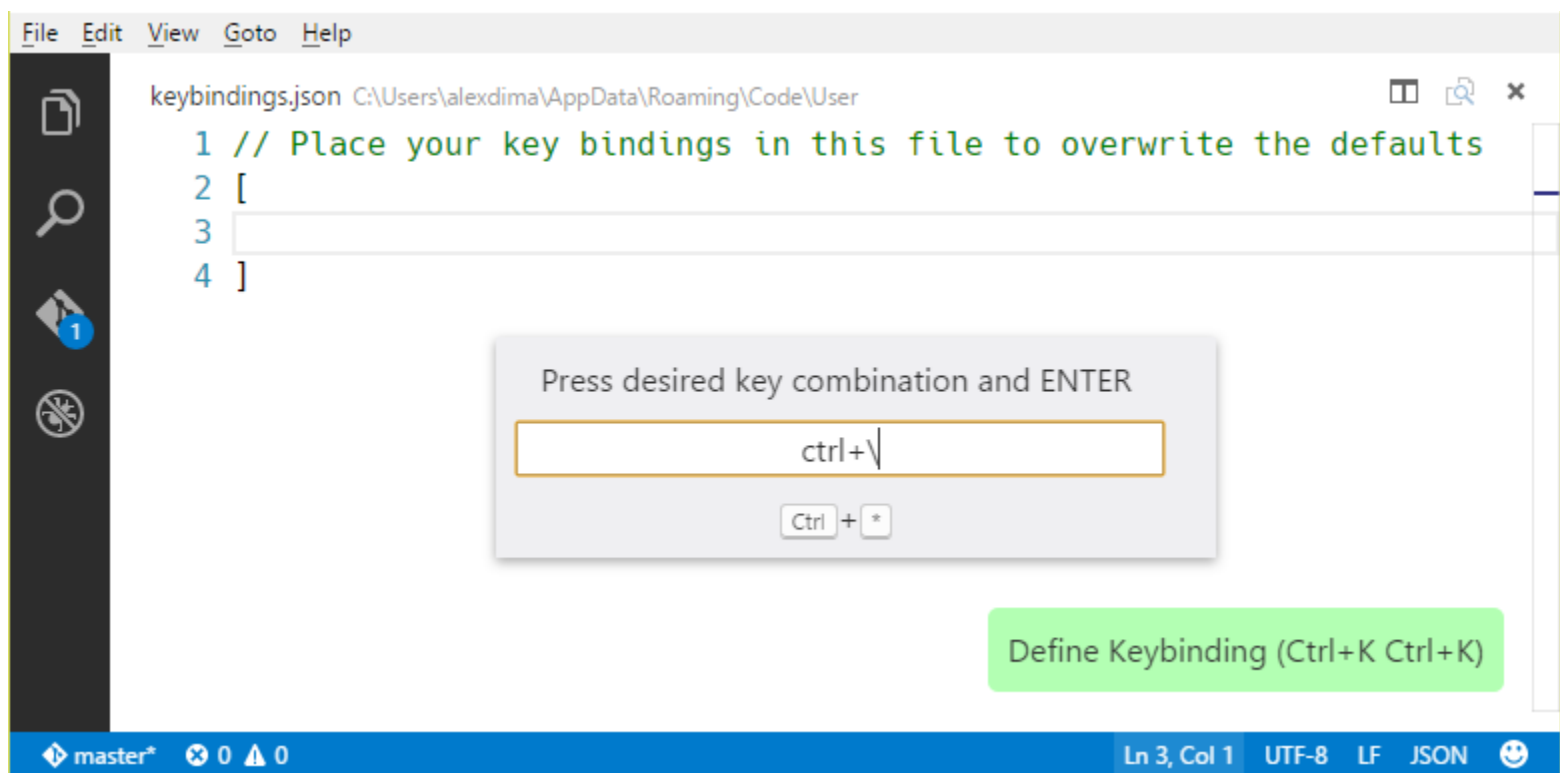 File Edit View Goto Help
keybindings.json C:\Users\alexdima\AppData\Roaming\Code\User
1 // Place your key bindings in this file to overwrite the defaults
2 [
3
4 ]
1
Press desired key combination and ENTER
ctrl+\
Ctrl + *
Define Keybinding (Ctrl+K Ctrl+K)
master* 0 0 Ln 3, Col 1 UTF-8 LF JSON